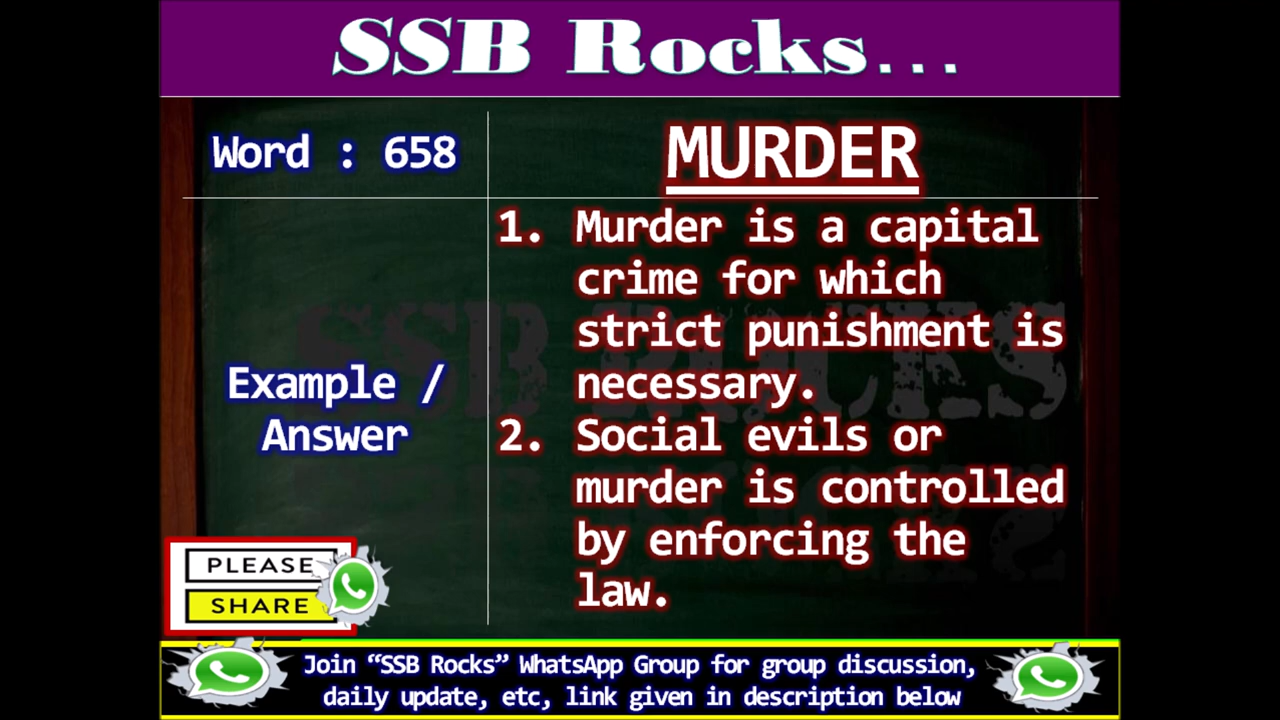 SSB Rocks...
Word : 658
MURDER
1. Murder is a capital
crime for which
strict punishment is
necessary.
2. Social evils or
murder is controlled
by enforcing the
law.
Example /
Answer
SSB ROCKS
PLEASE
SHARE
Join “SSB Rocks” WhatsApp Group for group discussion,
daily update, etc, link given in description below